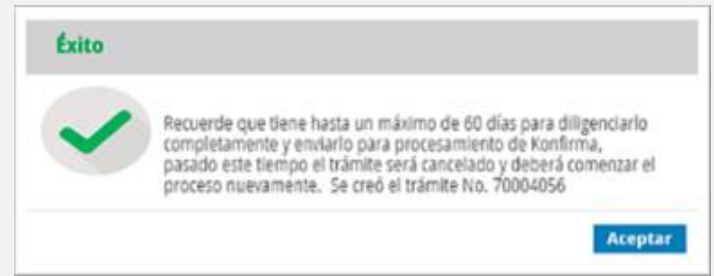 Éxito
Recuerde que tiene hasta un máximo de 60 días para diligenciarlo
completamente y enviarlo para procesamiento de Konfirma,
pasado este tiempo el trámite será cancelado y deberá comenzar el
proceso nuevamente. Se creó el trámite No. 70004056
Aceptar